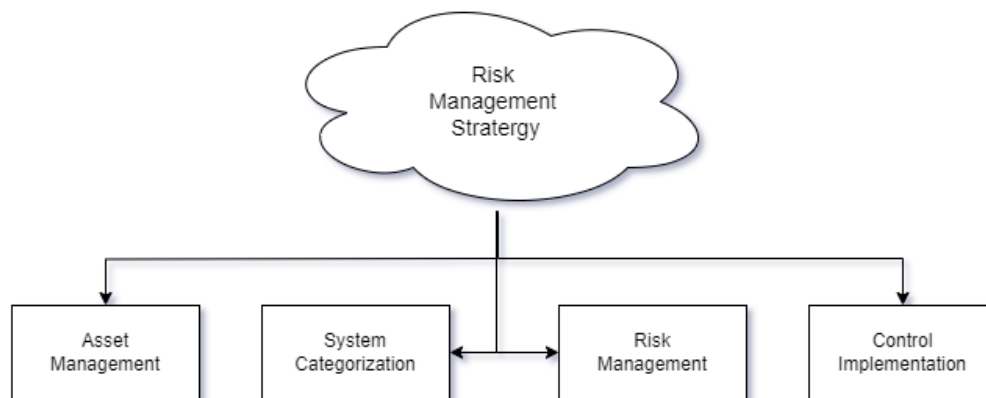 Risk
Management
Stratergy
Asset
Management
System
Categorization
Risk
Management
Control
Implementation